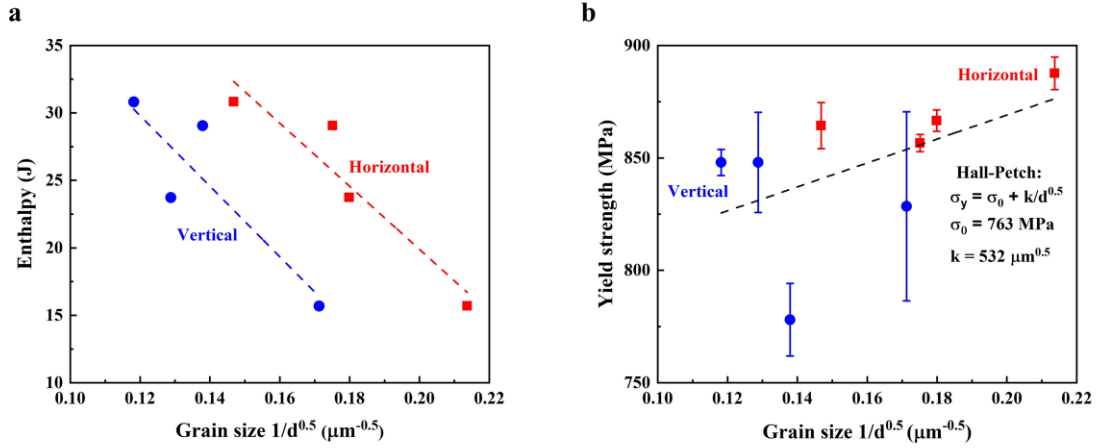 a
Enthalpy (J)
35
30
25
20
15
10
0.10 0.12 0.14 0.16 0.18 0.20 0.22
Grain size 1/d^0.5 (μm^-0.5)
Vertical
Horizontal
b
Yield strength (MPa)
900
850
800
750
0.10 0.12 0.14 0.16 0.18 0.20 0.22
Grain size 1/d^0.5 (μm^-0.5)
Horizontal
Vertical
Hall-Petch:
σy = σ0 + k/d^0.5
σ0 = 763 MPa
k = 532 μm^0.5